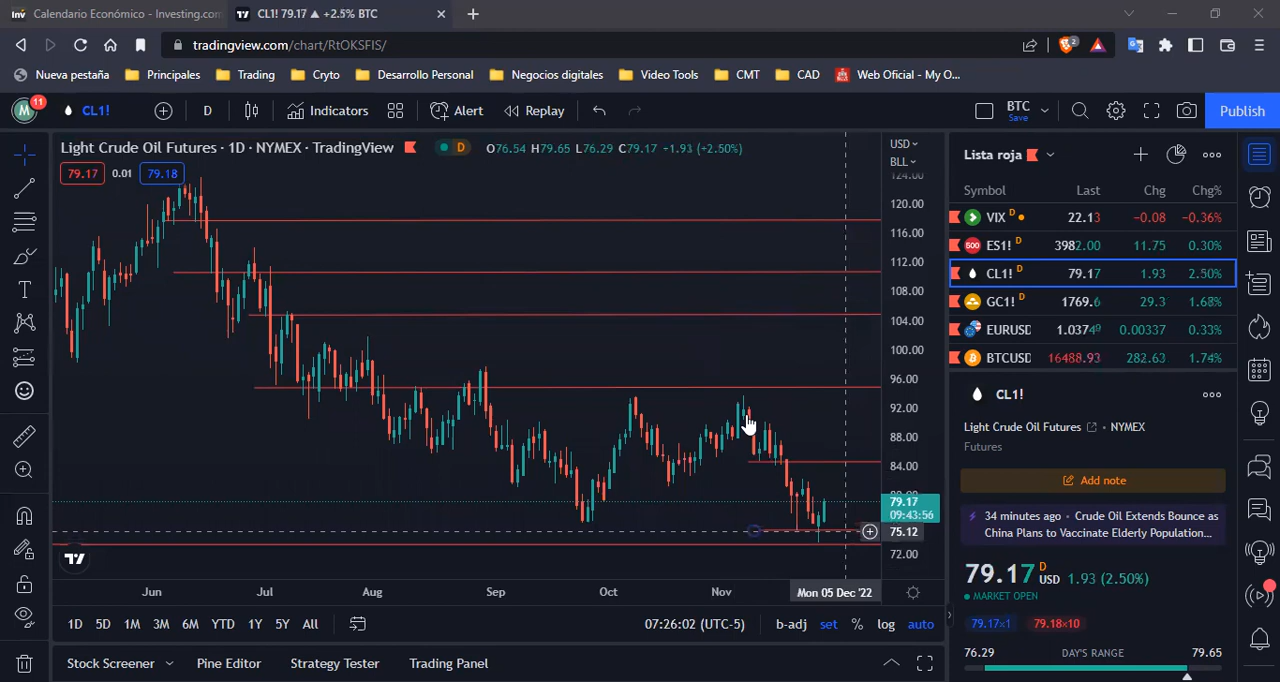 Calendario Económico - Investing.com
CL1! 79.17 ▲ +2.5% BTC
tradingview.com/chart/RtOKSFIS/
2
Nueva pestaña Principales Trading Cryto Desarrollo Personal Negocios digitales Video Tools CMT CAD Web Oficial - My O...
M 11 CL1! D Indicators Alert Replay BTC Save Publish
Light Crude Oil Futures · 1D · NYMEX · TradingView D O76.54 H79.65 L76.29 C79.17 +1.93 (+2.50%)
79.17 0.01 79.18
USD
BLL
124.00
120.00
116.00
112.00
108.00
104.00
100.00
96.00
92.00
88.00
84.00
80.00
79.17
09:43:56
75.12
72.00
Jun Jul Aug Sep Oct Nov Mon 05 Dec '22
1D 5D 1M 3M 6M YTD 1Y 5Y All 07:26:02 (UTC-5) b-adj set % log auto
Stock Screener Pine Editor Strategy Tester Trading Panel
Lista roja
Symbol Last Chg Chg%
VIX D 22.13 −0.08 −0.36%
500 ES1! D 3982.00 11.75 0.30%
CL1! D 79.17 1.93 2.50%
GC1! D 1769.6 29.3 1.68%
EURUSD 1.03749 0.00337 0.33%
BTCUSD 16488.93 282.63 1.74%
CL1!
Light Crude Oil Futures • NYMEX
Futures
Add note
34 minutes ago • Crude Oil Extends Bounce as
China Plans to Vaccinate Elderly Population...
79.17 D USD 1.93 (2.50%)
MARKET OPEN
79.17×1 79.18×10
76.29 DAY'S RANGE 79.65